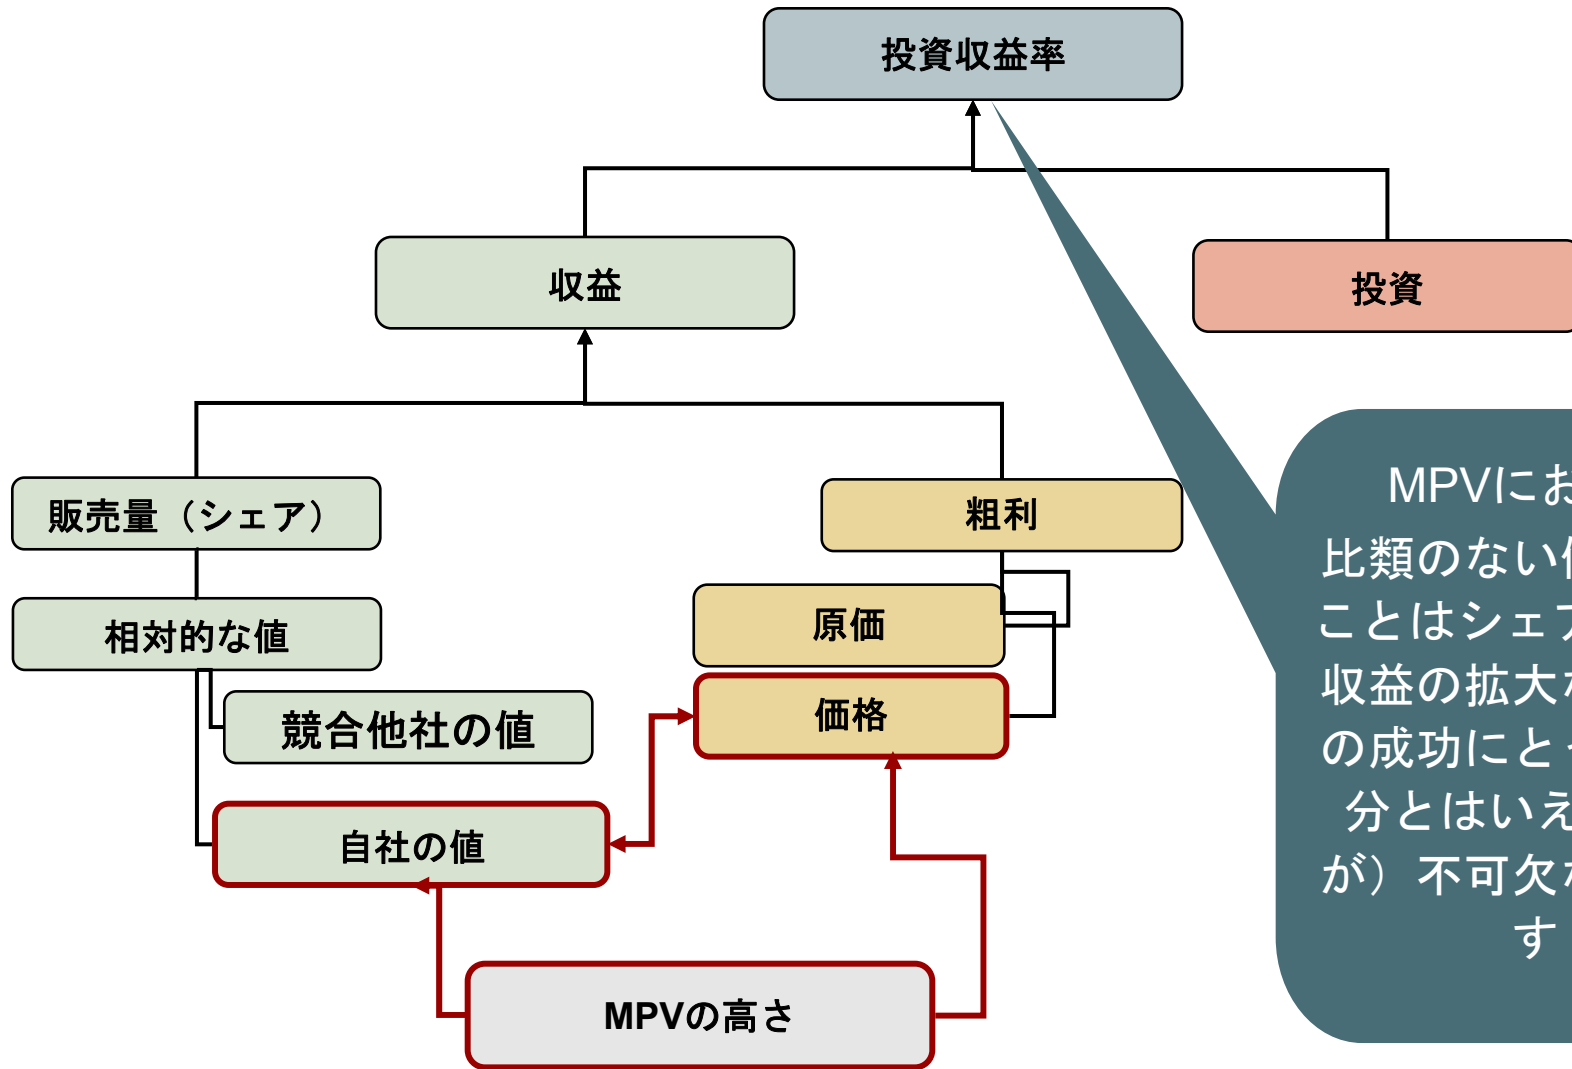 投資収益率
収益
投資
販売量（シェア）
粗利
相対的な値
原価
価格
競合他社の値
自社の値
MPVの高さ
MPVにお
比類のない
ことはシェ
収益の拡大
の成功にと
分とはいえ
が）不可欠
す